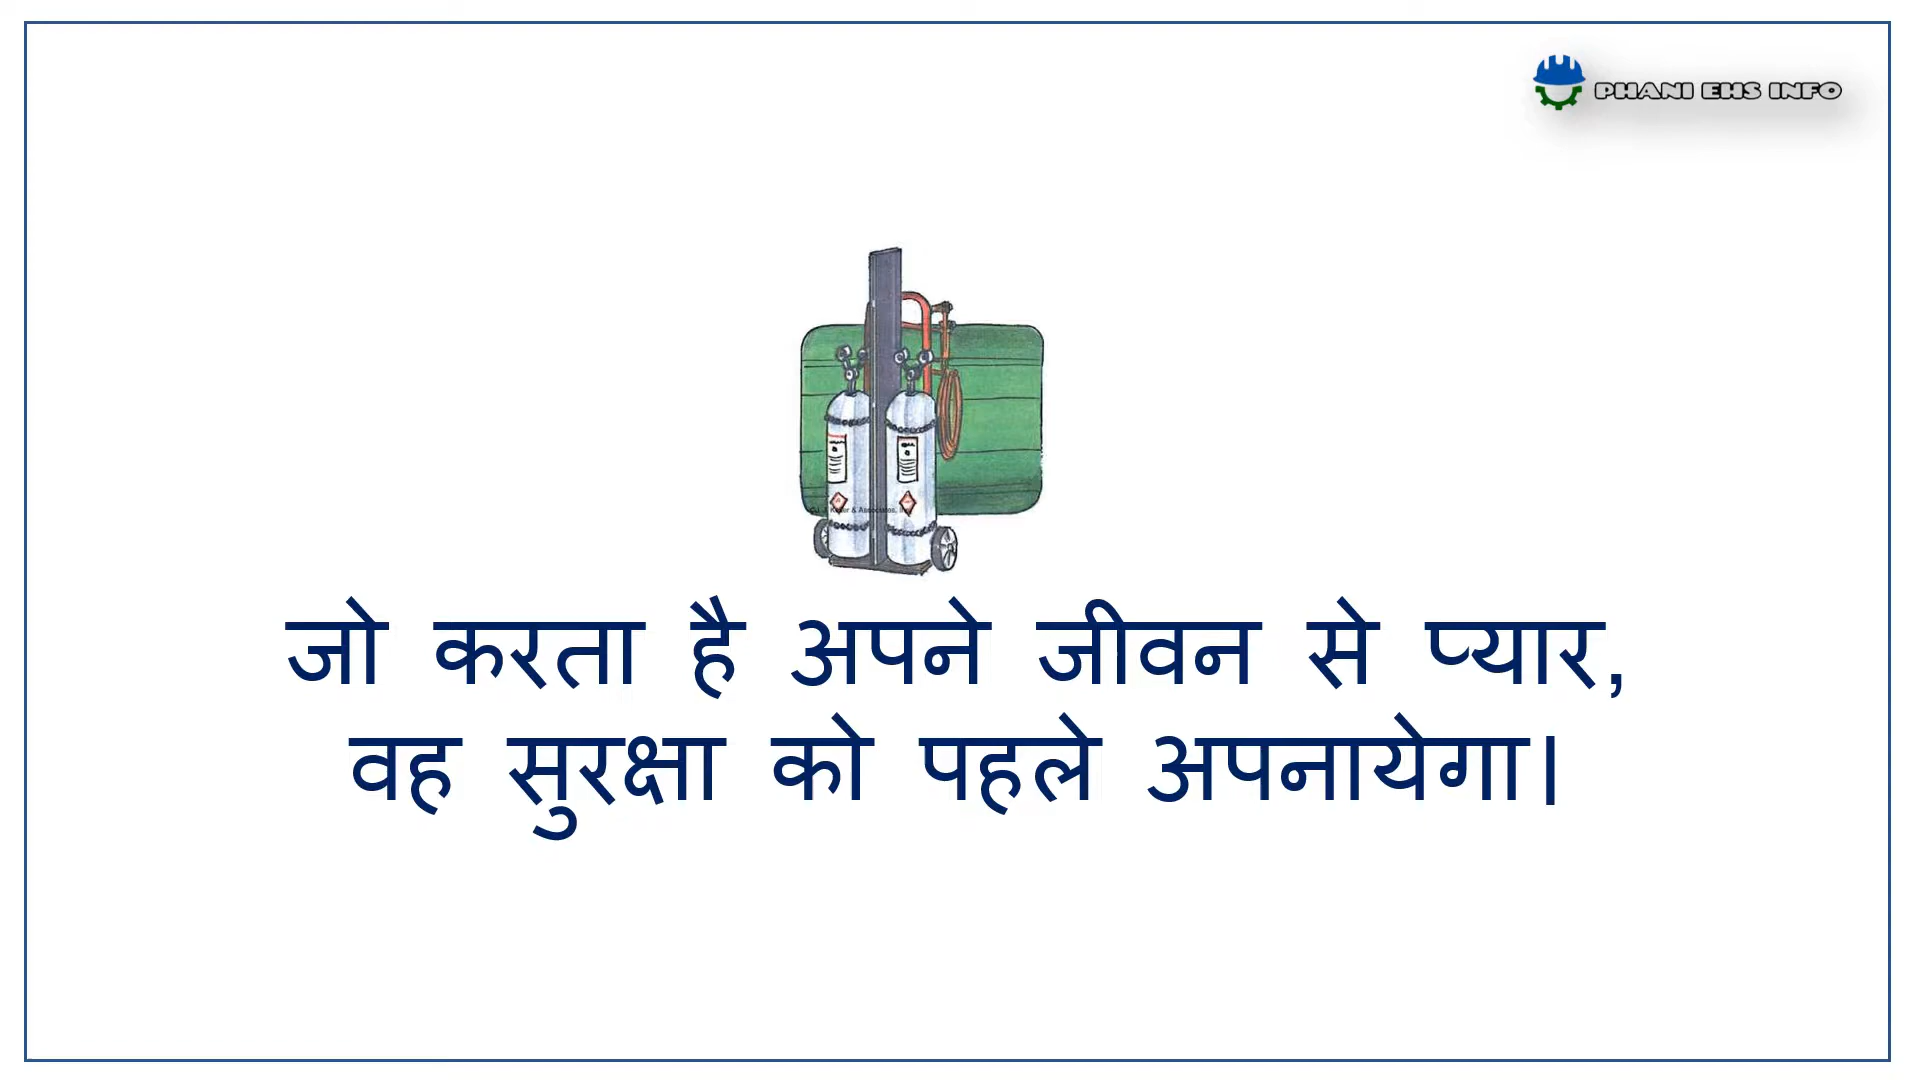 PHANI EHS INFO
जो करता है अपने जीवन से प्यार,
वह सुरक्षा को पहले अपनायेगा।